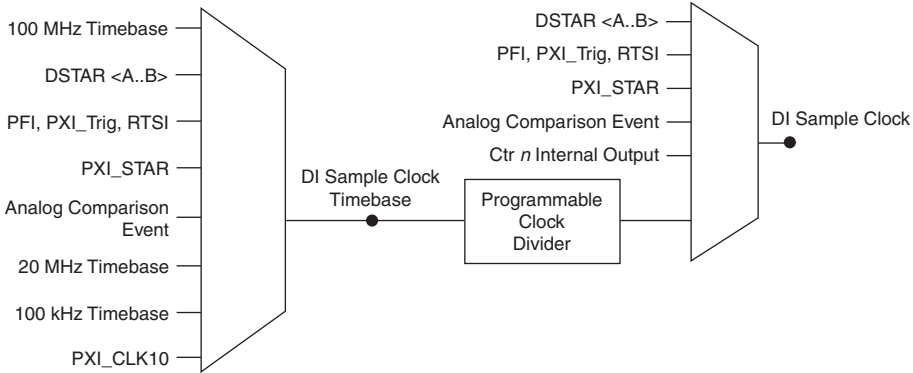 100 MHz Timebase
DSTAR <A..B>
PFI, PXI_Trig, RTSI
PXI_STAR
Analog Comparison
Event
20 MHz Timebase
100 kHz Timebase
PXI_CLK10
DI Sample Clock
Timebase
Programmable
Clock
Divider
DSTAR <A..B>
PFI, PXI_Trig, RTSI
PXI_STAR
Analog Comparison Event
Ctr n Internal Output
DI Sample Clock